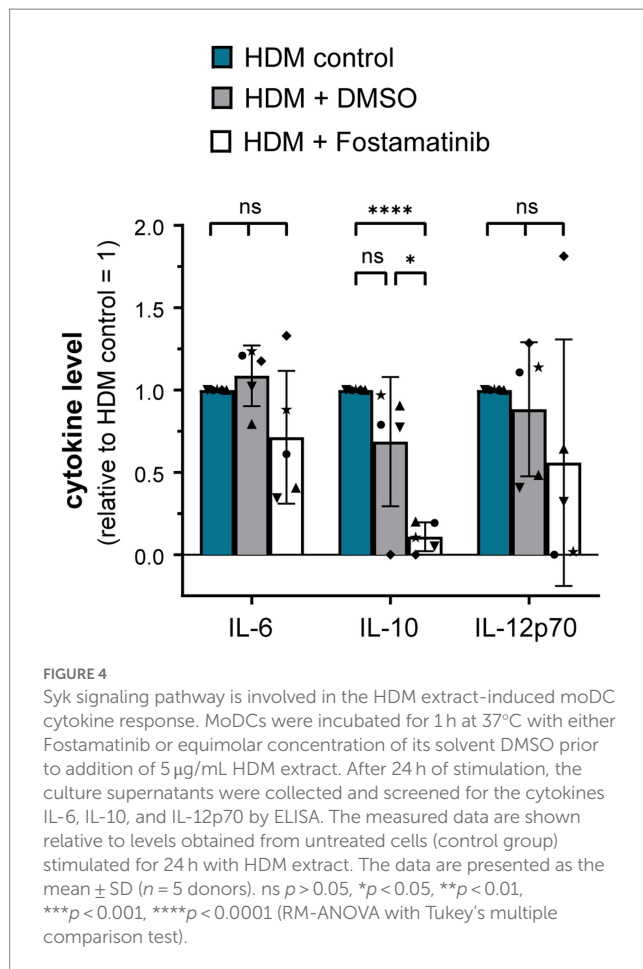 HDM control
HDM + DMSO
HDM + Fostamatinib
ns
****
ns
ns
*
2.0
1.5
1.0
0.5
0.0
cytokine level
(relative to HDM control = 1)
IL-6
IL-10
IL-12p70
FIGURE 4
Syk signaling pathway is involved in the HDM extract-induced moDC
cytokine response. MoDCs were incubated for 1 h at 37°C with either
Fostamatinib or equimolar concentration of its solvent DMSO prior
to addition of 5 μg/mL HDM extract. After 24 h of stimulation, the
culture supernatants were collected and screened for the cytokines
IL-6, IL-10, and IL-12p70 by ELISA. The measured data are shown
relative to levels obtained from untreated cells (control group)
stimulated for 24 h with HDM extract. The data are presented as the
mean ± SD (n = 5 donors). ns p > 0.05, *p < 0.05, **p < 0.01,
***p < 0.001, ****p < 0.0001 (RM-ANOVA with Tukey's multiple
comparison test).